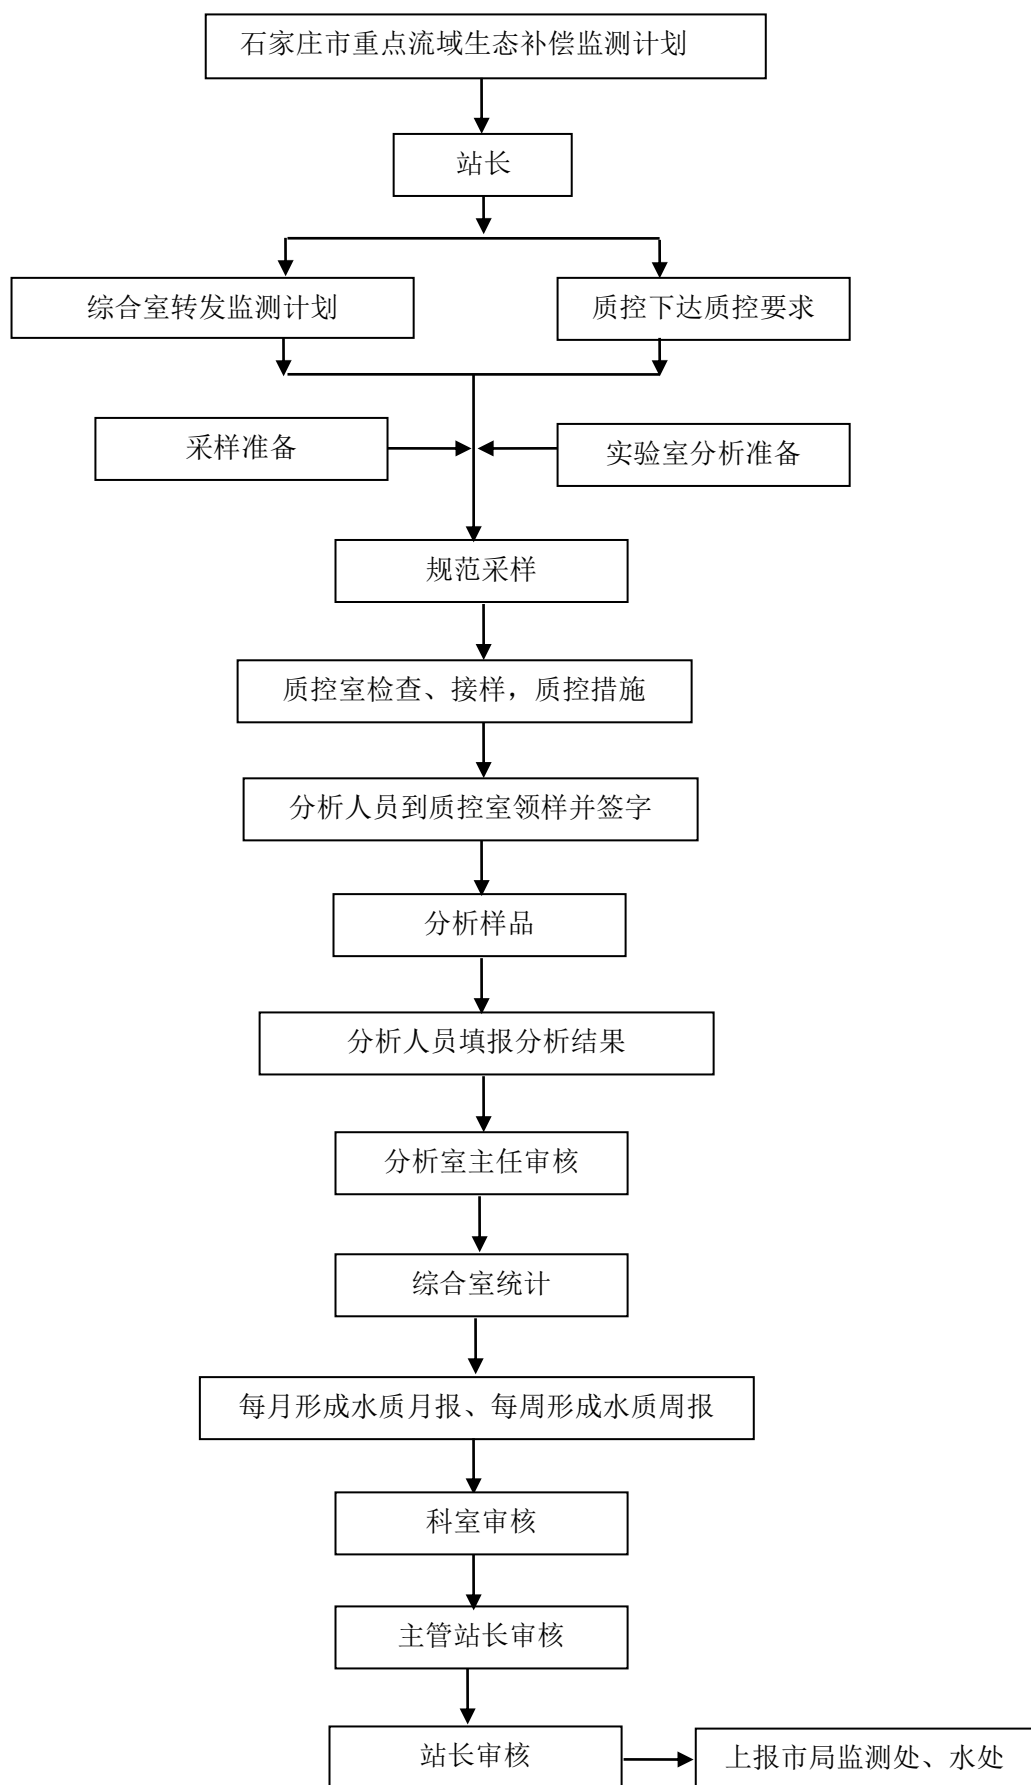 石家庄市重点流域生态补偿监测计划
站长
综合室转发监测计划
质控下达质控要求
采样准备
实验室分析准备
规范采样
质控室检查、接样，质控措施
分析人员到质控室领样并签字
分析样品
分析人员填报分析结果
分析室主任审核
综合室统计
每月形成水质月报、每周形成水质周报
科室审核
主管站长审核
站长审核
上报市局监测处、水处